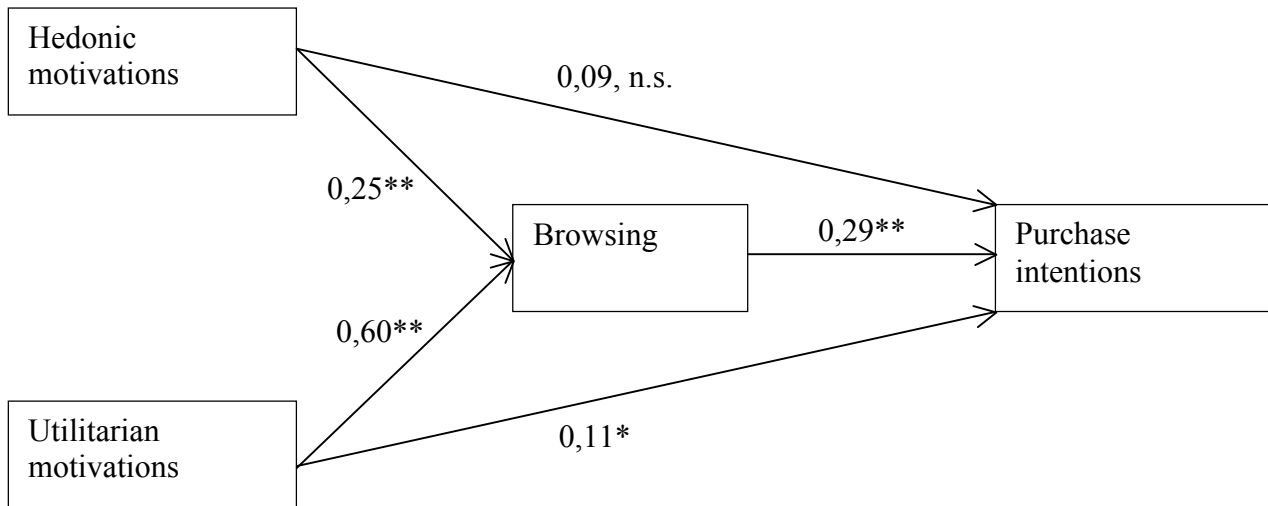 Hedonic
motivations
0,09, n.s.
0,25**
Browsing
0,29**
Purchase
intentions
0,60**
Utilitarian
motivations
0,11*